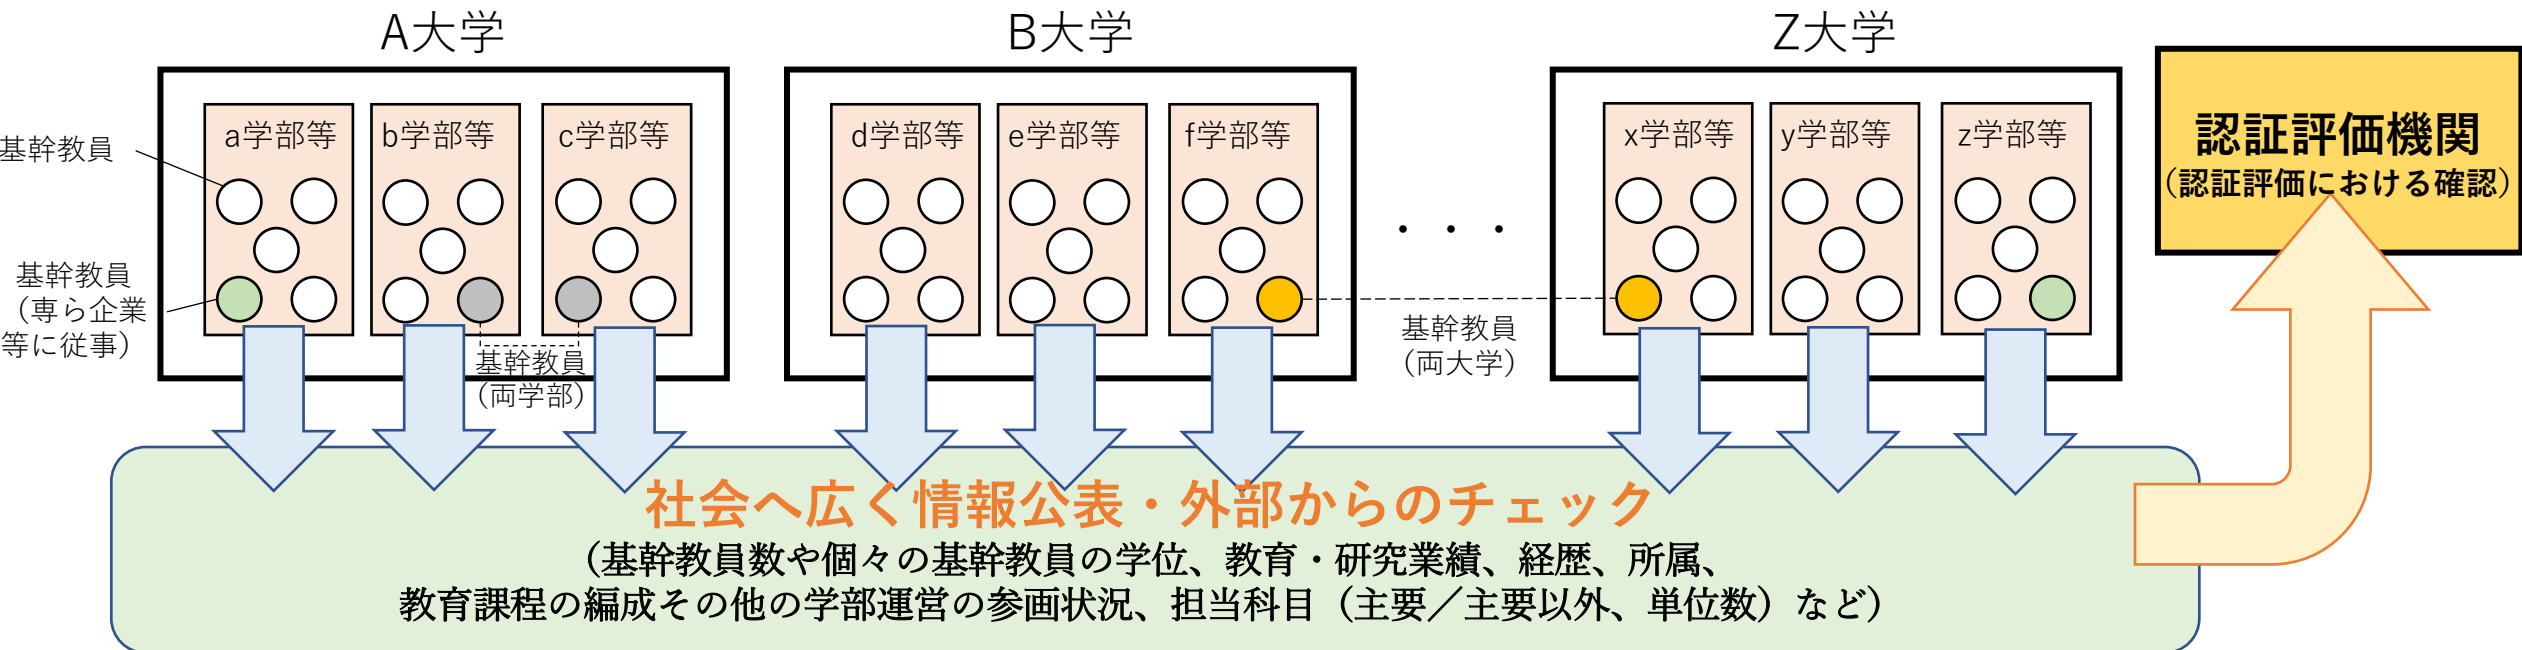 A大学
B大学
Z大学
a学部等
b学部等
c学部等
d学部等
e学部等
f学部等
x学部等
y学部等
z学部等
基幹教員
基幹教員
（専ら企業
等に従事）
基幹教員
（両学部）
・・・
基幹教員
（両大学）
認証評価機関
（認証評価における確認）
社会へ広く情報公表・外部からのチェック
（基幹教員数や個々の基幹教員の学位、教育・研究業績、経歴、所属、
教育課程の編成その他の学部運営の参画状況、担当科目（主要／主要以外、単位数）など）